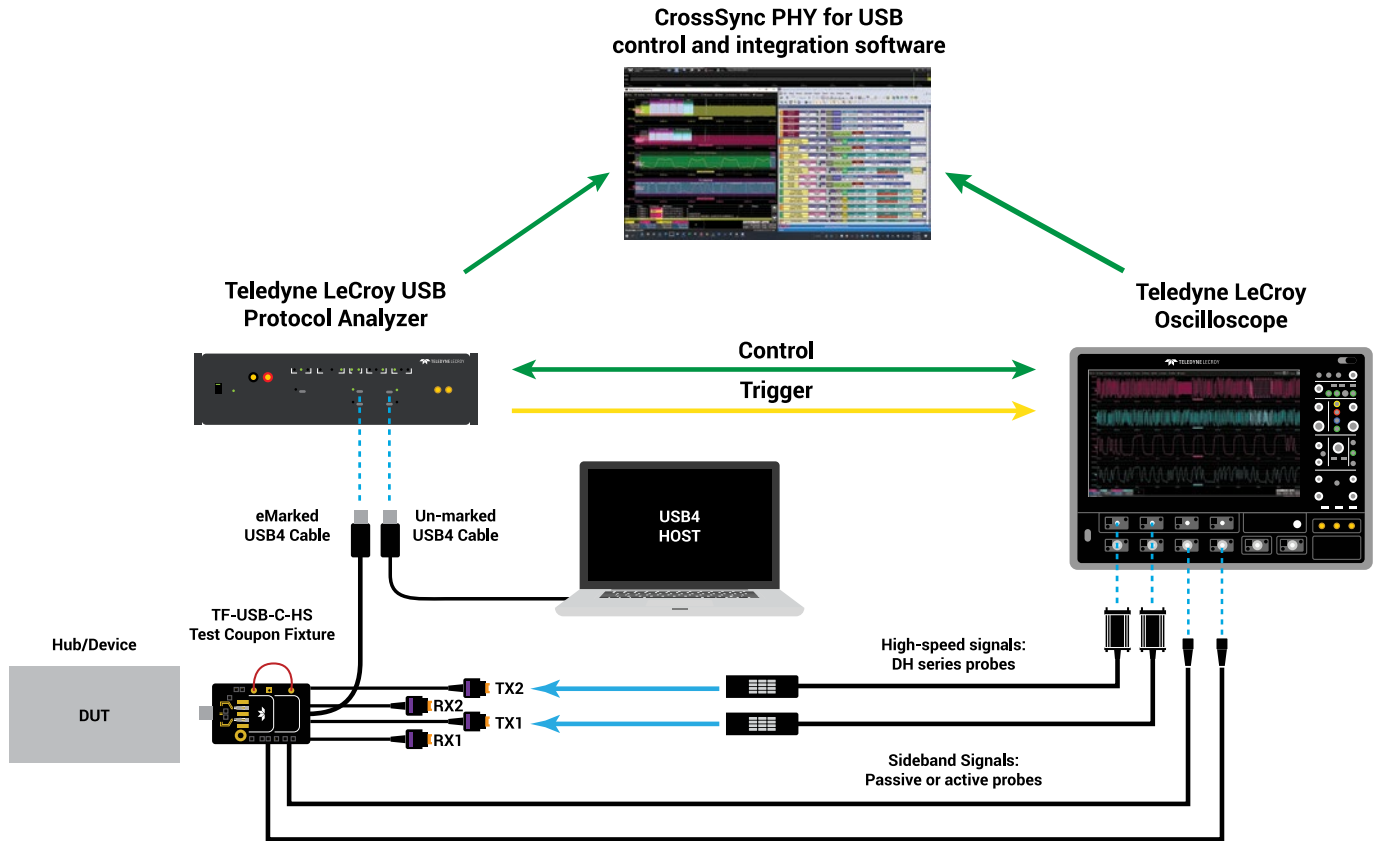 CrossSync PHY for USB
control and integration software
Teledyne LeCroy USB
Protocol Analyzer
Teledyne LeCroy
Oscilloscope
TELEDYNE LECROY
Control
Trigger
TELEDYNE LECROY
eMarked
USB4 Cable
Un-marked
USB4 Cable
USB4
HOST
TF-USB-C-HS
Test Coupon Fixture
Hub/Device
DUT
TX2
RX2
TX1
RX1
High-speed signals:
DH series probes
Sideband Signals:
Passive or active probes